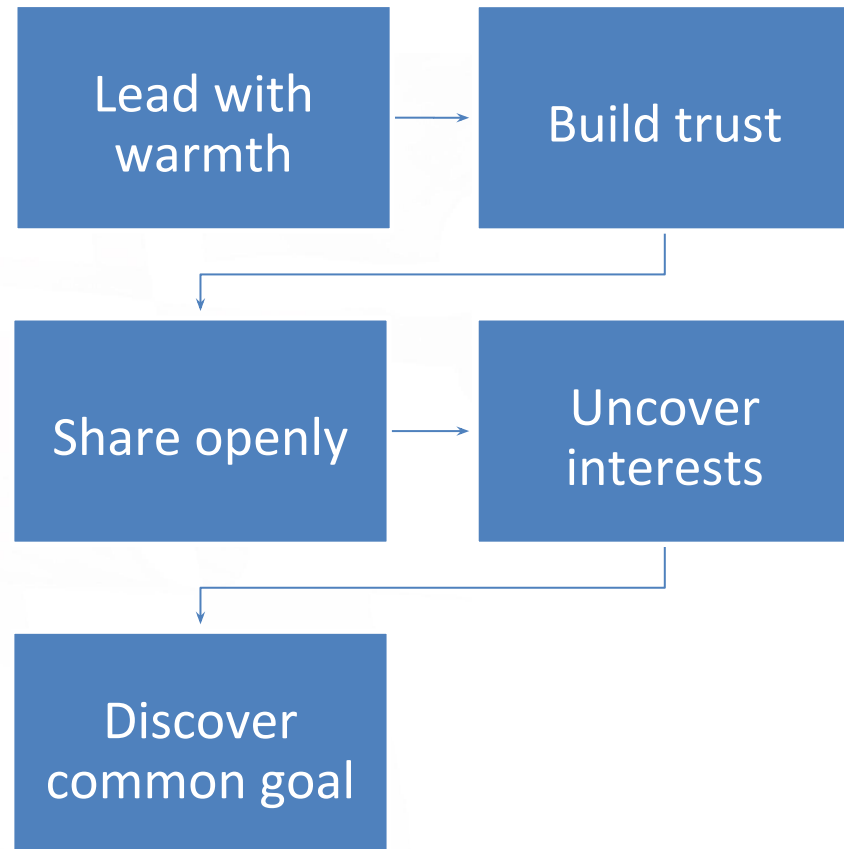 Lead with
warmth
Build trust
Share openly
Uncover
interests
Discover
common goal